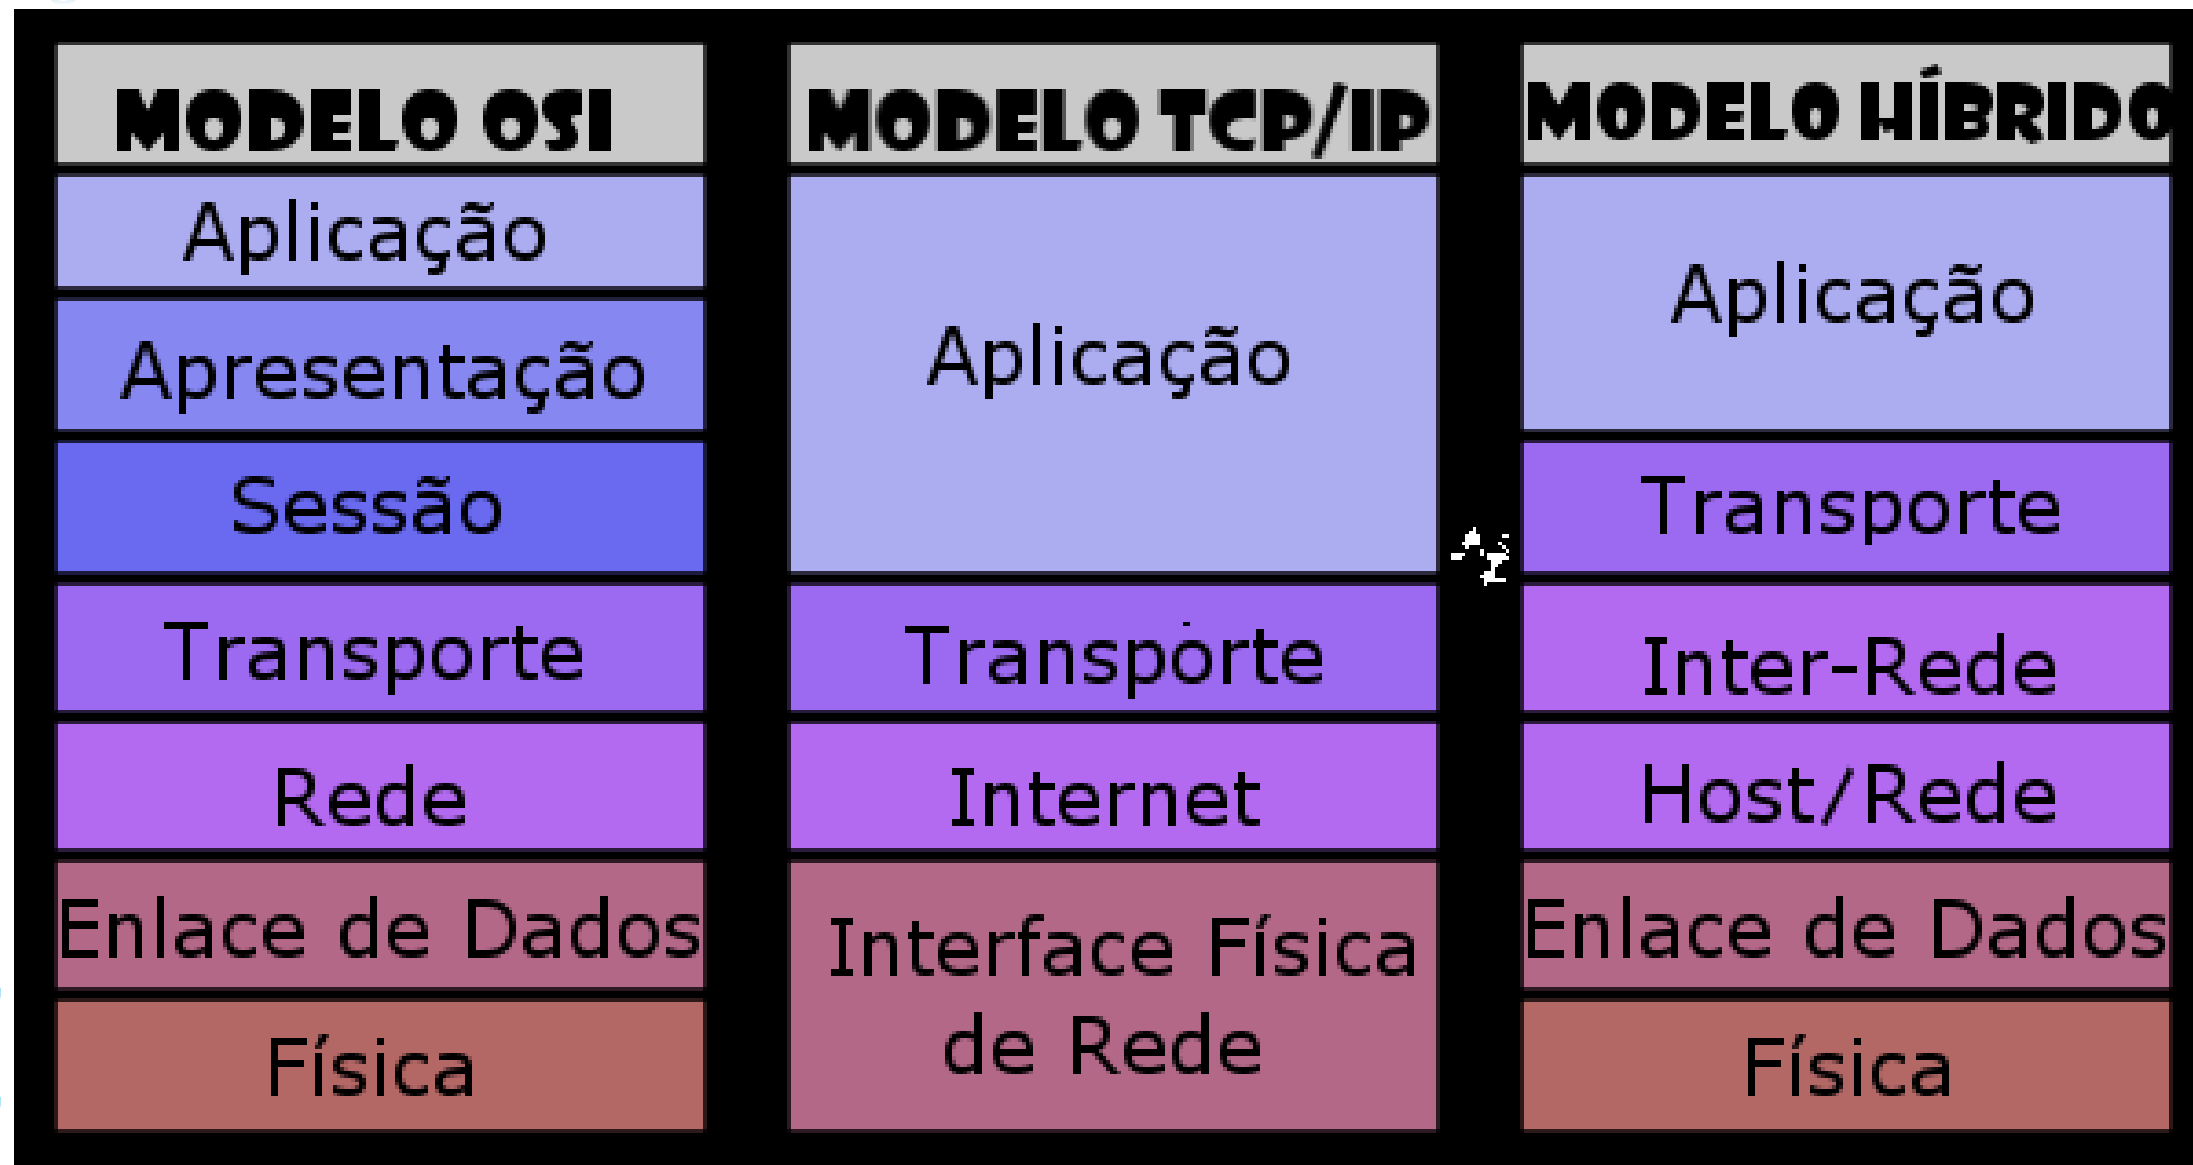 MODELO OSI
Aplicação
Apresentação
Sessão
Transporte
Rede
Enlace de Dados
Física
MODELO TCP/IP
Aplicação
Transporte
Internet
Interface Física
de Rede
MODELO HÍBRIDO
Aplicação
Transporte
Inter-Rede
Host/Rede
Enlace de Dados
Física